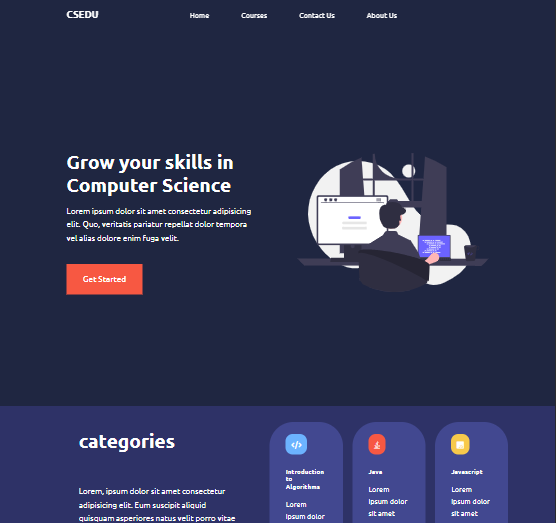 CSEDU
Home Courses Contact Us About Us
Grow your skills in
Computer Science
Lorem ipsum dolor sit amet consectetur adipisicing
elit. Quo, veritatis pariatur repellat dolor tempora
vel alias dolore enim fuga velit.
Get Started
categories
Lorem, ipsum dolor sit amet consectetur
adipisicing elit. Eum suscipit aliquid
quisquam asperiores natus velit porro vitae
Introduction
to
Algorithms
Lorem
ipsum dolor
Java
Lorem
ipsum dolor
sit amet
Javascript
Lorem
ipsum dolor
sit amet